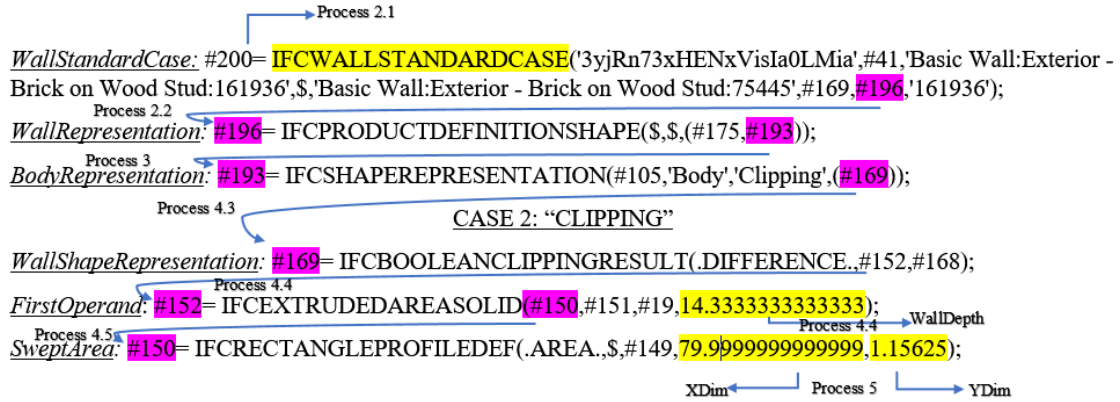 Process 2.1
WallStandardCase: #200= IFCWALLSTANDARDCASE('3yjRn73xHENxVisIa0LMia',#41,'Basic Wall:Exterior -
Brick on Wood Stud:161936',$,'Basic Wall:Exterior - Brick on Wood Stud:75445',#169,#196,'161936');
Process 2.2
WallRepresentation: #196= IFCPRODUCTDEFINITIONSHAPE($,$,(#175,#193));
Process 3
BodyRepresentation: #193= IFCSHAPEREPRESENTATION(#105,'Body','Clipping',(#169));
Process 4.3
CASE 2: “CLIPPING”
WallShapeRepresentation: #169= IFCBOOLEANCLIPPINGRESULT(.DIFFERENCE.,#152,#168);
Process 4.4
FirstOperand: #152= IFCEXTRUDEDAREASOLID(#150,#151,#19,14.3333333333333);
Process 4.5
Process 4.4
WallDepth
SweptArea: #150= IFCRECTANGLEPROFILEDEF(.AREA.,$,#149,79.9999999999999,1.15625);
XDim
Process 5
YDim